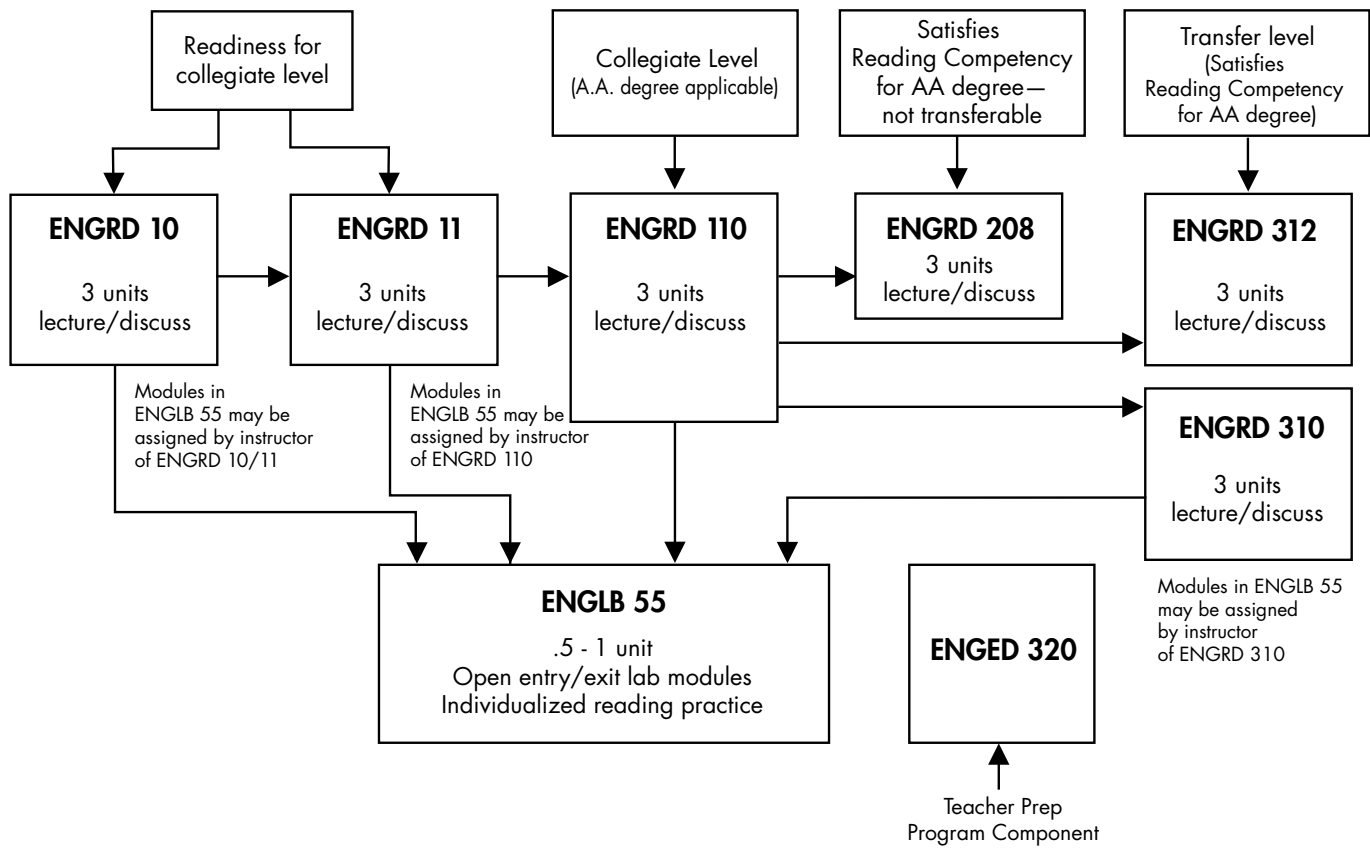 Readiness for
collegiate level
Collegiate Level
(A.A. degree applicable)
Satisfies
Reading Competency
for AA degree—
not transferable
Transfer level
(Satisfies
Reading Competency
for AA degree)
ENGRD 10
3 units
lecture/discuss
ENGRD 11
3 units
lecture/discuss
ENGRD 110
3 units
lecture/discuss
ENGRD 208
3 units
lecture/discuss
ENGRD 312
3 units
lecture/discuss
Modules in
ENGLB 55 may be
assigned by instructor
of ENGRD 10/11
Modules in
ENGLB 55 may be
assigned by instructor
of ENGRD 110
ENGRD 310
3 units
lecture/discuss
ENGLB 55
.5 - 1 unit
Open entry/exit lab modules
Individualized reading practice
ENGED 320
Modules in ENGLB 55
may be assigned
by instructor
of ENGRD 310
Teacher Prep
Program Component